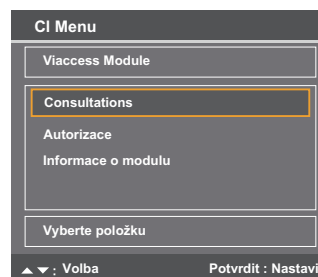 CI Menu
Viaccess Module
Consultations
Autorizace
Informace o modulu
Vyberte položku
▲▼: Volba Potvrdit : Nastavi